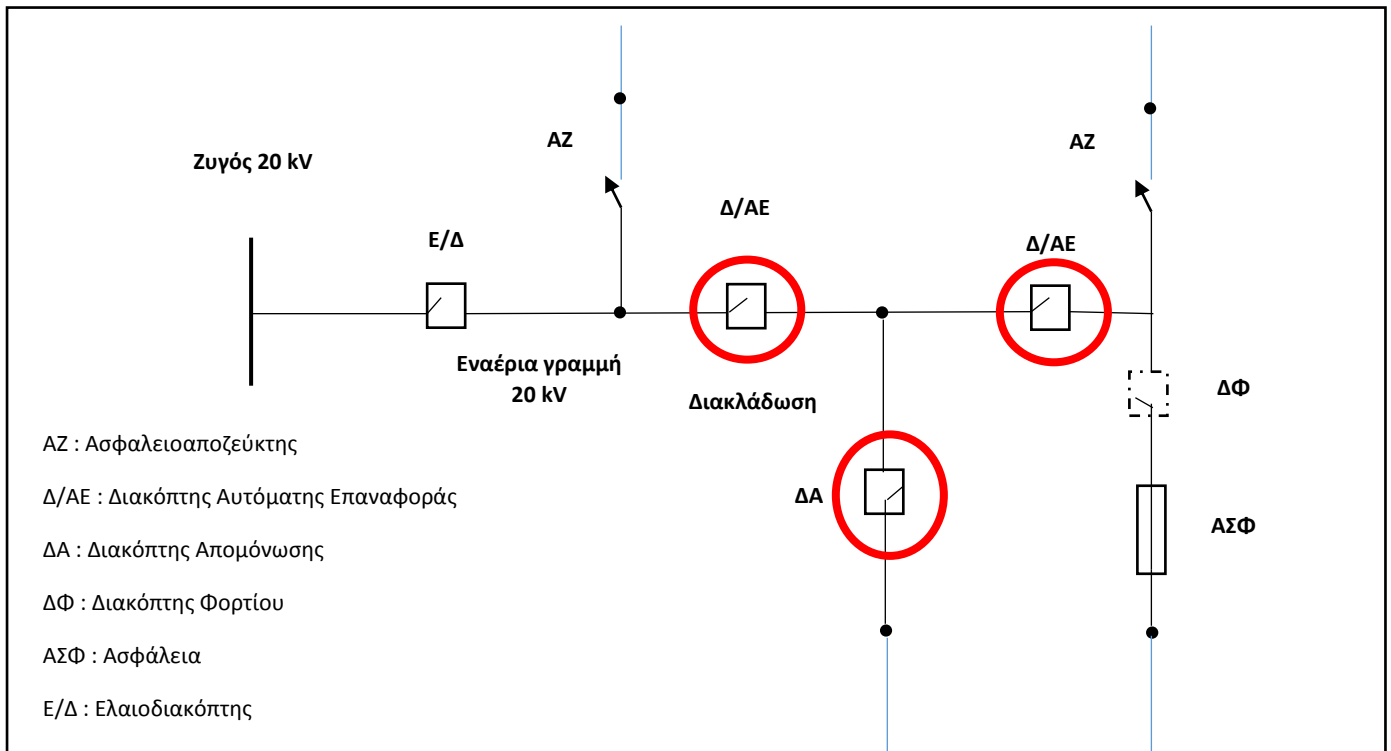 ΑΖ
ΑΖ
Ζυγός 20 kV
Δ/ΑΕ
Ε/Δ
Δ/ΑΕ
Εναέρια γραμμή
20 kV
Διακλάδωση
ΔΦ
ΑΖ : Ασφαλειοαποζεύκτης
Δ/ΑΕ : Διακόπτης Αυτόματης Επαναφοράς
ΔΑ
ΑΣΦ
ΔΑ : Διακόπτης Απομόνωσης
ΔΦ : Διακόπτης Φορτίου
ΑΣΦ : Ασφάλεια
Ε/Δ : Ελαιοδιακόπτης